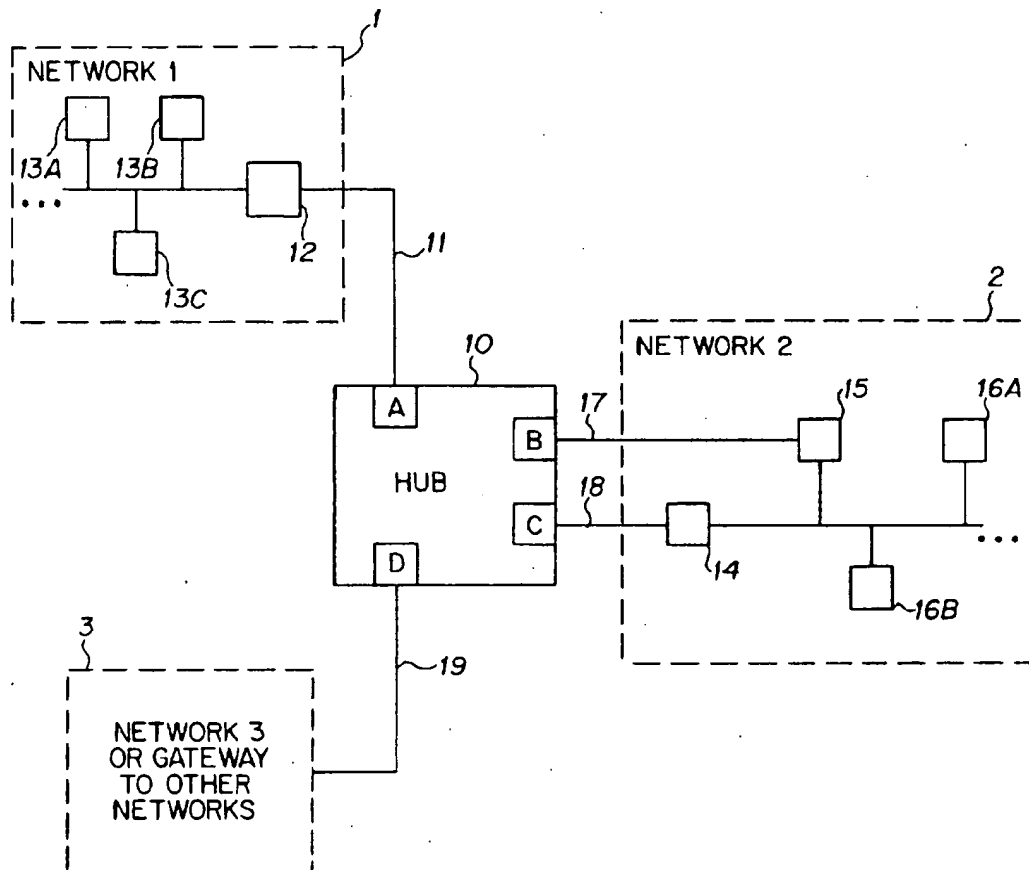 1
NETWORK 1
13A
13B
...
12
13C
11
2
NETWORK 2
10
A
15
16A
17
B
HUB
18
C
...
14
D
16B
3
19
NETWORK 3
OR GATEWAY
TO OTHER
NETWORKS